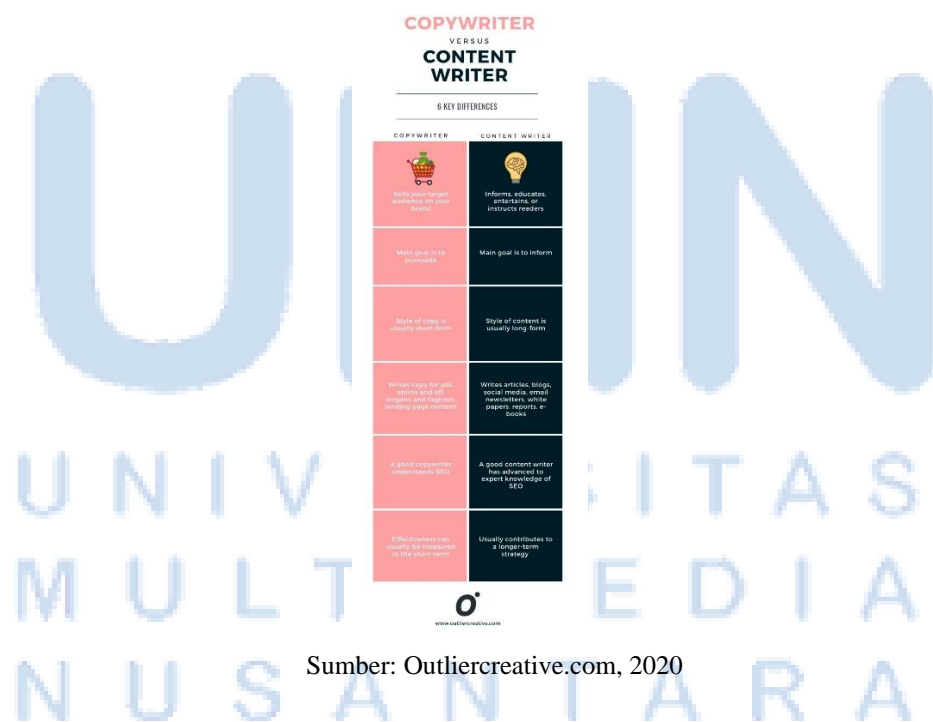 COPYWRITER
VERSUS
CONTENT
WRITER
6 KEY DIFFERENCES
COPYWRITER
CONTENT WRITER
Sells your target
audience on your
brand
Informs, educates,
entertains, or
instructs readers
Main goal is to
persuade
Main goal is to inform
Style of copy is
usually short-form
Style of content is
usually long-form
Writes copy for ads,
online and off
slogans and taglines,
landing page content
Writes articles, blogs,
social media, email
newsletters, white
papers, reports, e-
books
A good copywriter
understands SEO
A good content writer
has advanced to
expert knowledge of
SEO
Effectiveness can
usually be measured
in the short-term
Usually contributes to
a longer-term
strategy
O
www.outliercreative.com
Sumber: Outliercreative.com, 2020
U N
UNIV SITAS
MULT EDIA
NUSANTARA